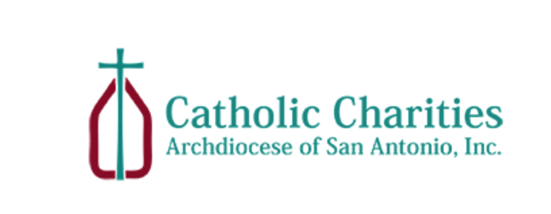 Catholic Charities
Archdiocese of San Antonio, Inc.